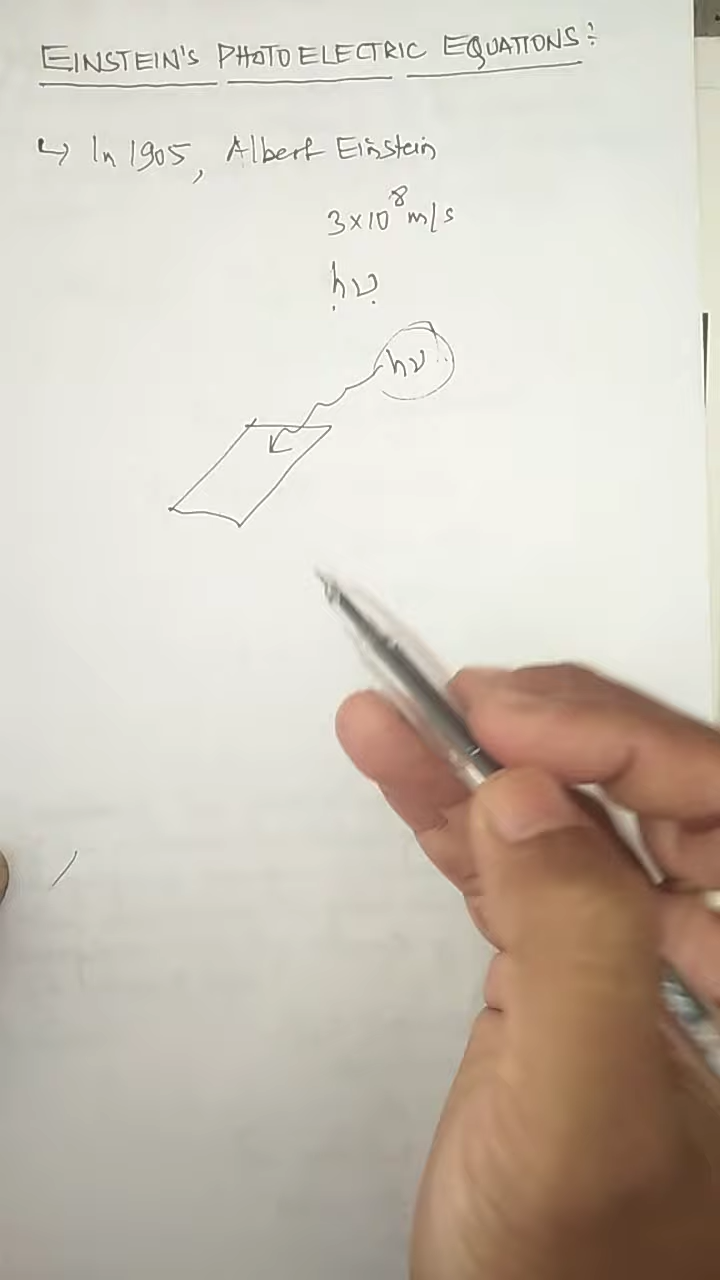 EINSTEIN'S PHOTOELECTRIC EQUATIONS:
↳ In 1905, Albert Einstein
3×10⁸ m/s
hν
hν